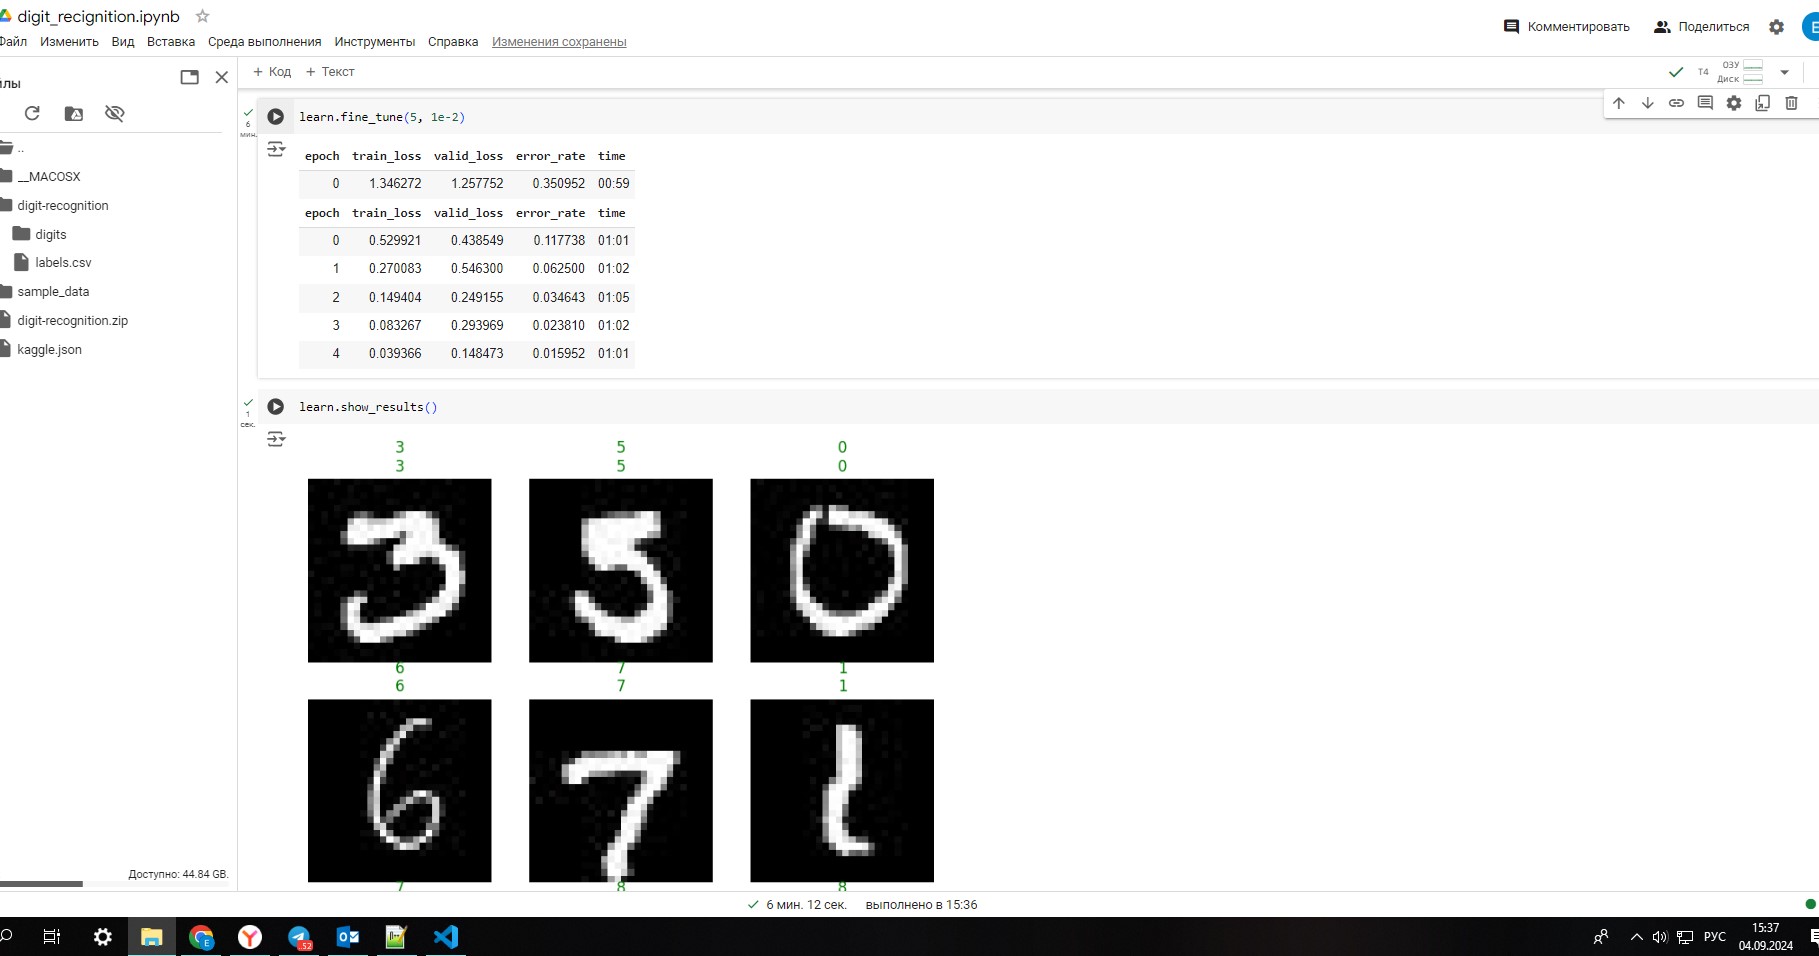 digit_recignition.ipynb
Файл Изменить Вид Вставка Среда выполнения Инструменты Справка Изменения сохранены
Комментировать Поделиться
+ Код + Текст
T4 ОЗУ
Диск
..
__MACOSX
digit-recognition
digits
labels.csv
sample_data
digit-recognition.zip
kaggle.json
Доступно: 44.84 GB.
6
мин.
learn.fine_tune(5, 1e-2)
epoch train_loss valid_loss error_rate time
0 1.346272 1.257752 0.350952 00:59
epoch train_loss valid_loss error_rate time
0 0.529921 0.438549 0.117738 01:01
1 0.270083 0.546300 0.062500 01:02
2 0.149404 0.249155 0.034643 01:05
3 0.083267 0.293969 0.023810 01:02
4 0.039366 0.148473 0.015952 01:01
1
сек.
learn.show_results()
3 5 0
3 5 0
3 5 0
6 7 1
6 7 1
6 7 1
7 8 8
6 мин. 12 сек. выполнено в 15:36
52
РУС
15:37
04.09.2024